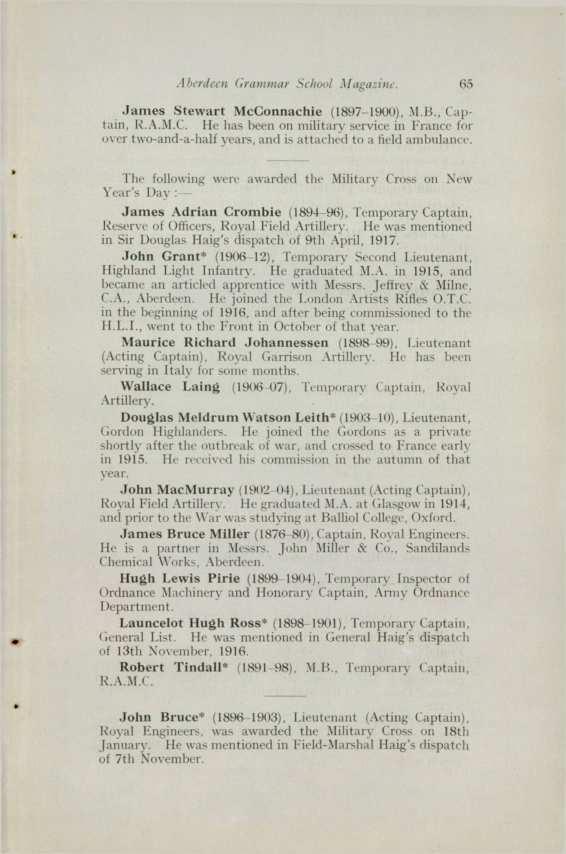 Aberdeen Grammar School Magazine. 65
James Stewart McConnachie (1897–1900), M.B., Cap-
tain, R.A.M.C. He has been on military service in France for
over two-and-a-half years, and is attached to a field ambulance.
The following were awarded the Military Cross on New
Year's Day :—
James Adrian Crombie (1894–96), Temporary Captain,
Reserve of Officers, Royal Field Artillery. He was mentioned
in Sir Douglas Haig's dispatch of 9th April, 1917.
John Grant* (1906–12), Temporary Second Lieutenant,
Highland Light Infantry. He graduated M.A. in 1915, and
became an articled apprentice with Messrs. Jeffrey & Milne,
C.A., Aberdeen. He joined the London Artists Rifles O.T.C.
in the beginning of 1916, and after being commissioned to the
H.L.I., went to the Front in October of that year.
Maurice Richard Johannessen (1898–99), Lieutenant
(Acting Captain), Royal Garrison Artillery. He has been
serving in Italy for some months.
Wallace Laing (1906–07), Temporary Captain, Royal
Artillery.
Douglas Meldrum Watson Leith* (1903–10), Lieutenant,
Gordon Highlanders. He joined the Gordons as a private
shortly after the outbreak of war, and crossed to France early
in 1915. He received his commission in the autumn of that
year.
John MacMurray (1902–04), Lieutenant (Acting Captain),
Royal Field Artillery. He graduated M.A. at Glasgow in 1914,
and prior to the War was studying at Balliol College, Oxford.
James Bruce Miller (1876–80), Captain, Royal Engineers.
He is a partner in Messrs. John Miller & Co., Sandilands
Chemical Works, Aberdeen.
Hugh Lewis Pirie (1899–1904), Temporary Inspector of
Ordnance Machinery and Honorary Captain, Army Ordnance
Department.
Launcelot Hugh Ross* (1898–1901), Temporary Captain,
General List. He was mentioned in General Haig's dispatch
of 13th November, 1916.
Robert Tindall* (1891–98), M.B., Temporary Captain,
R.A.M.C.
John Bruce* (1896–1903), Lieutenant (Acting Captain),
Royal Engineers, was awarded the Military Cross on 18th
January. He was mentioned in Field-Marshal Haig's dispatch
of 7th November.